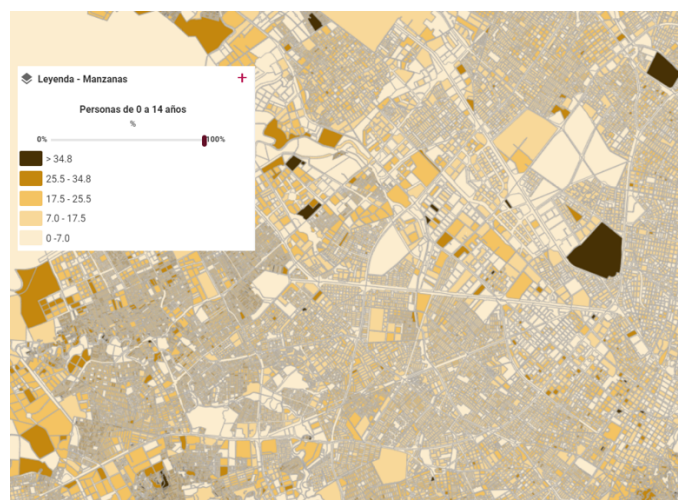 Leyenda - Manzanas +
Personas de 0 a 14 años
%
0% 100%
> 34.8
25.5 - 34.8
17.5 - 25.5
7.0 - 17.5
0 -7.0